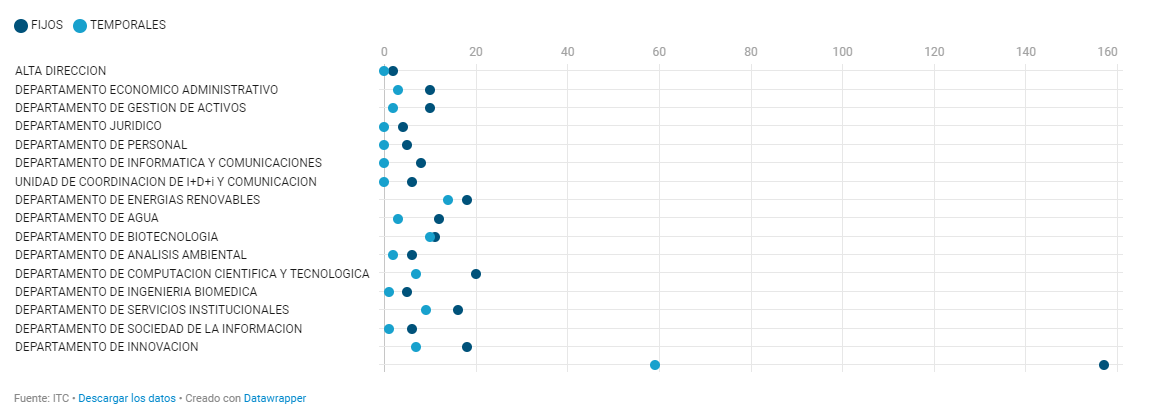 FIJOS TEMPORALES
0 20 40 60 80 100 120 140 160
ALTA DIRECCION
DEPARTAMENTO ECONOMICO ADMINISTRATIVO
DEPARTAMENTO DE GESTION DE ACTIVOS
DEPARTAMENTO JURIDICO
DEPARTAMENTO DE PERSONAL
DEPARTAMENTO DE INFORMATICA Y COMUNICACIONES
UNIDAD DE COORDINACION DE I+D+i Y COMUNICACION
DEPARTAMENTO DE ENERGIAS RENOVABLES
DEPARTAMENTO DE AGUA
DEPARTAMENTO DE BIOTECNOLOGIA
DEPARTAMENTO DE ANALISIS AMBIENTAL
DEPARTAMENTO DE COMPUTACION CIENTIFICA Y TECNOLOGICA
DEPARTAMENTO DE INGENIERIA BIOMEDICA
DEPARTAMENTO DE SERVICIOS INSTITUCIONALES
DEPARTAMENTO DE SOCIEDAD DE LA INFORMACION
DEPARTAMENTO DE INNOVACION
Fuente: ITC • Descargar los datos • Creado con Datawrapper